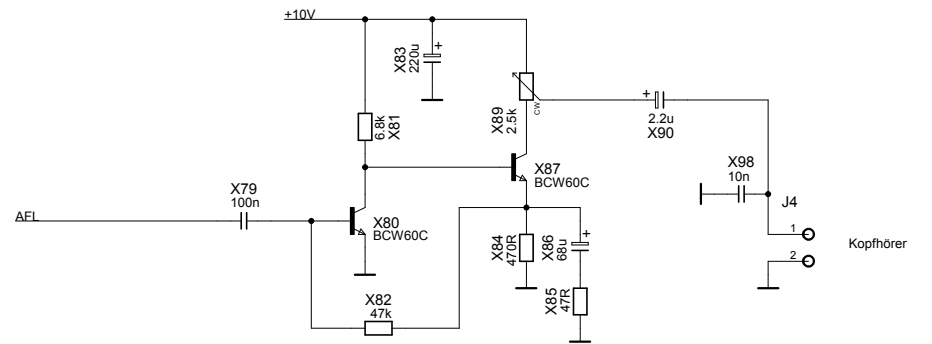 +10V
X83
220u
+
X89
2.5k
CW
+
2.2u
X90
6.8k
X81
X87
BCW60C
X98
10n
X79
100n
AFL
X80
BCW60C
J4
1
2
Kopfhörer
X84
470R
X86
68u
+
X85
47R
X82
47k